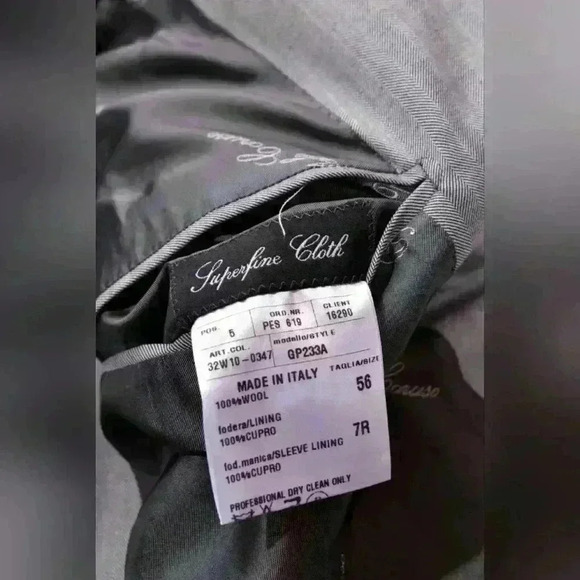 Caruso
Superfine Cloth
POS. ORD.NR. CLIENT
5 PES 619 16290
ART.COL. modello/STYLE
32W10-0347 GP233A
MADE IN ITALY TAGLIA/SIZE
100%WOOL 56
fodera/LINING
100%CUPRO 7R
fod.manica/SLEEVE LINING
100%CUPRO
PROFESSIONAL DRY CLEAN ONLY
Caruso